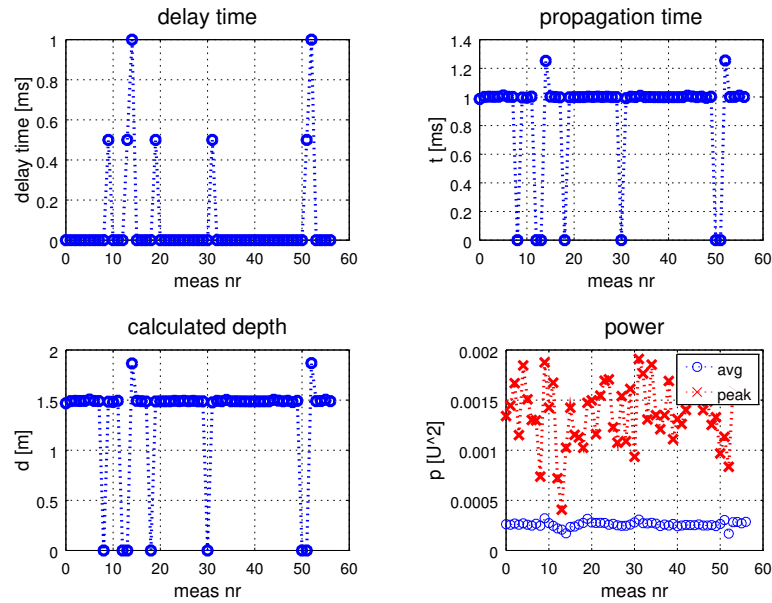 delay time
propagation time
delay time [ms]
1
0.8
0.6
0.4
0.2
0
0 10 20 30 40 50 60
meas nr
t [ms]
1.4
1.2
1
0.8
0.6
0.4
0.2
0
0 10 20 30 40 50 60
meas nr
calculated depth
power
d [m]
2
1.5
1
0.5
0
0 10 20 30 40 50 60
meas nr
p [U^2]
0.002
0.0015
0.001
0.0005
0
avg
peak
0 10 20 30 40 50 60
meas nr